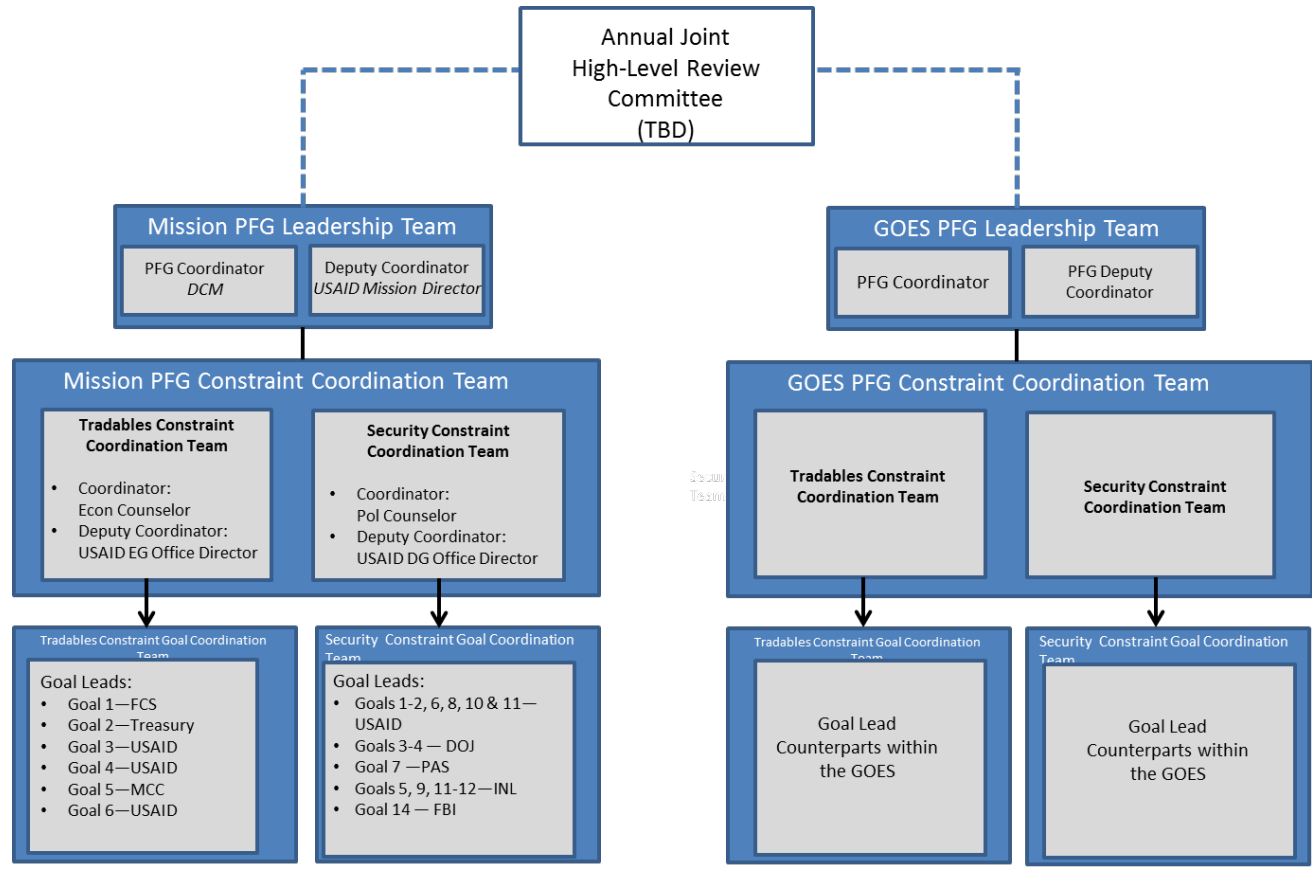 Annual Joint
High-Level Review
Committee
(TBD)
Mission PFG Leadership Team
PFG Coordinator
DCM
Deputy Coordinator
USAID Mission Director
GOES PFG Leadership Team
PFG Coordinator
PFG Deputy
Coordinator
Mission PFG Constraint Coordination Team
Tradables Constraint
Coordination Team
• Coordinator:
Econ Counselor
• Deputy Coordinator:
USAID EG Office Director
Security Constraint
Coordination Team
• Coordinator:
Pol Counselor
• Deputy Coordinator:
USAID DG Office Director
GOES PFG Constraint Coordination Team
Tradables Constraint
Coordination Team
Security Constraint
Coordination Team
Team
Tradables Constraint Goal Coordination
Team
Goal Leads:
• Goal 1—FCS
• Goal 2—Treasury
• Goal 3—USAID
• Goal 4—USAID
• Goal 5—MCC
• Goal 6—USAID
Security Constraint Goal Coordination
Team
Goal Leads:
• Goals 1-2, 6, 8, 10 & 11—
USAID
• Goals 3-4 — DOJ
• Goal 7 —PAS
• Goals 5, 9, 11-12—INL
• Goal 14 — FBI
Tradables Constraint Goal Coordination
Team
Goal Lead
Counterparts within
the GOES
Security Constraint Goal Coordination
Team
Goal Lead
Counterparts within
the GOES